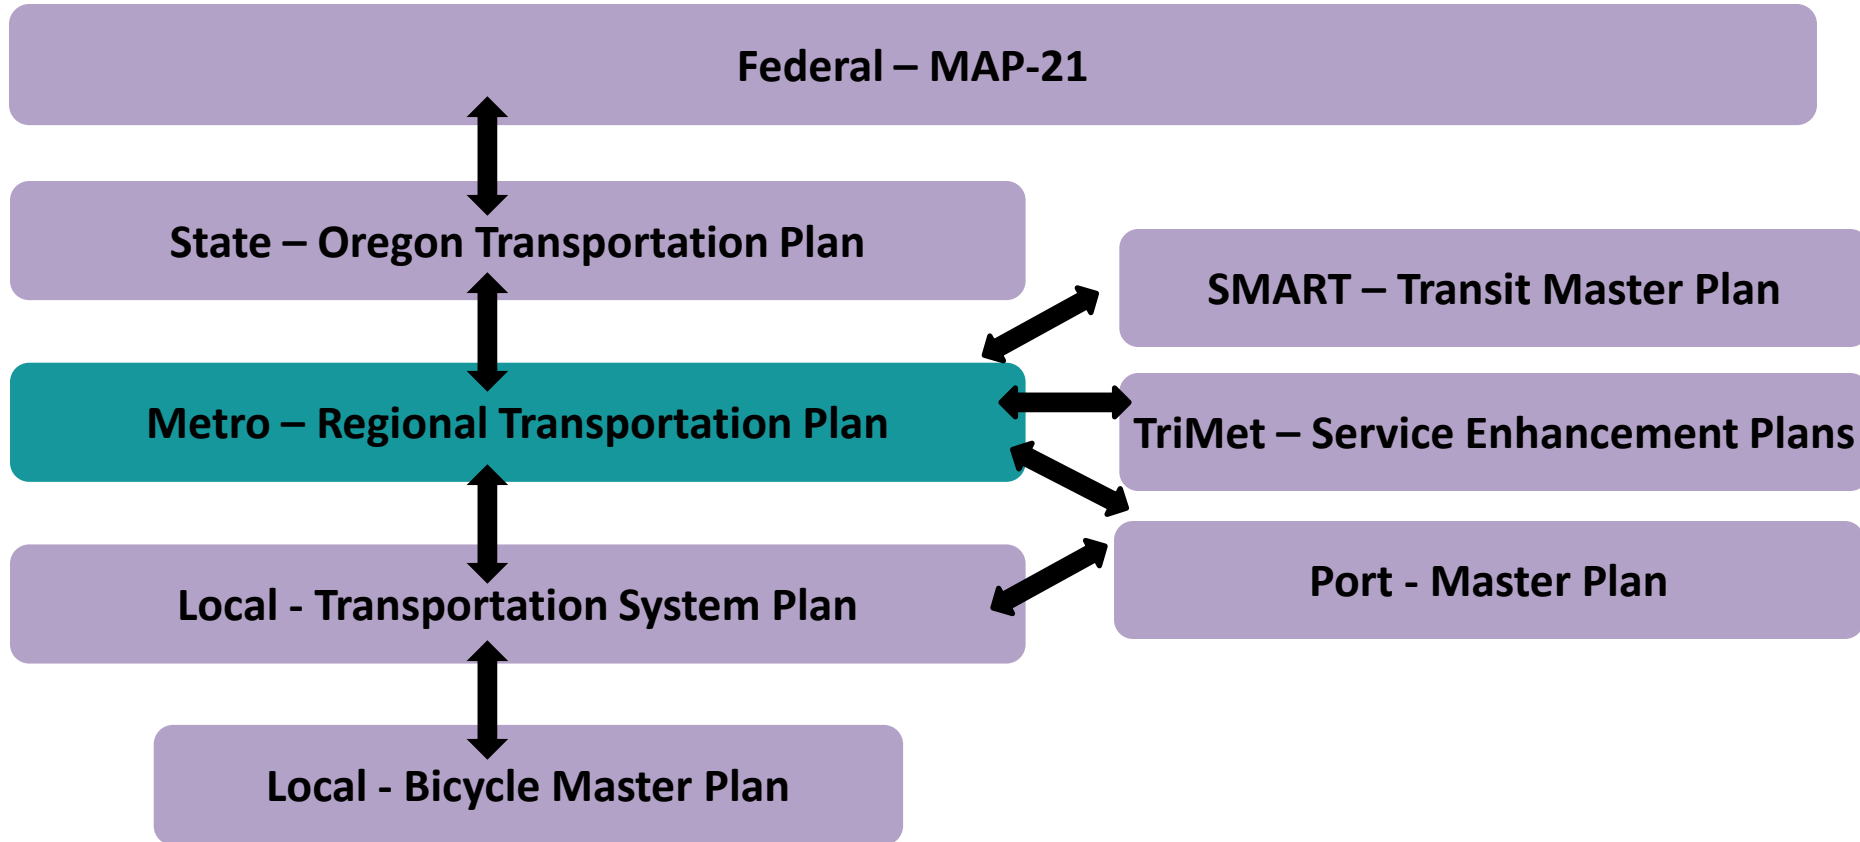 Federal – MAP-21
State – Oregon Transportation Plan
SMART – Transit Master Plan
Metro – Regional Transportation Plan
TriMet – Service Enhancement Plans
Local - Transportation System Plan
Port - Master Plan
Local - Bicycle Master Plan